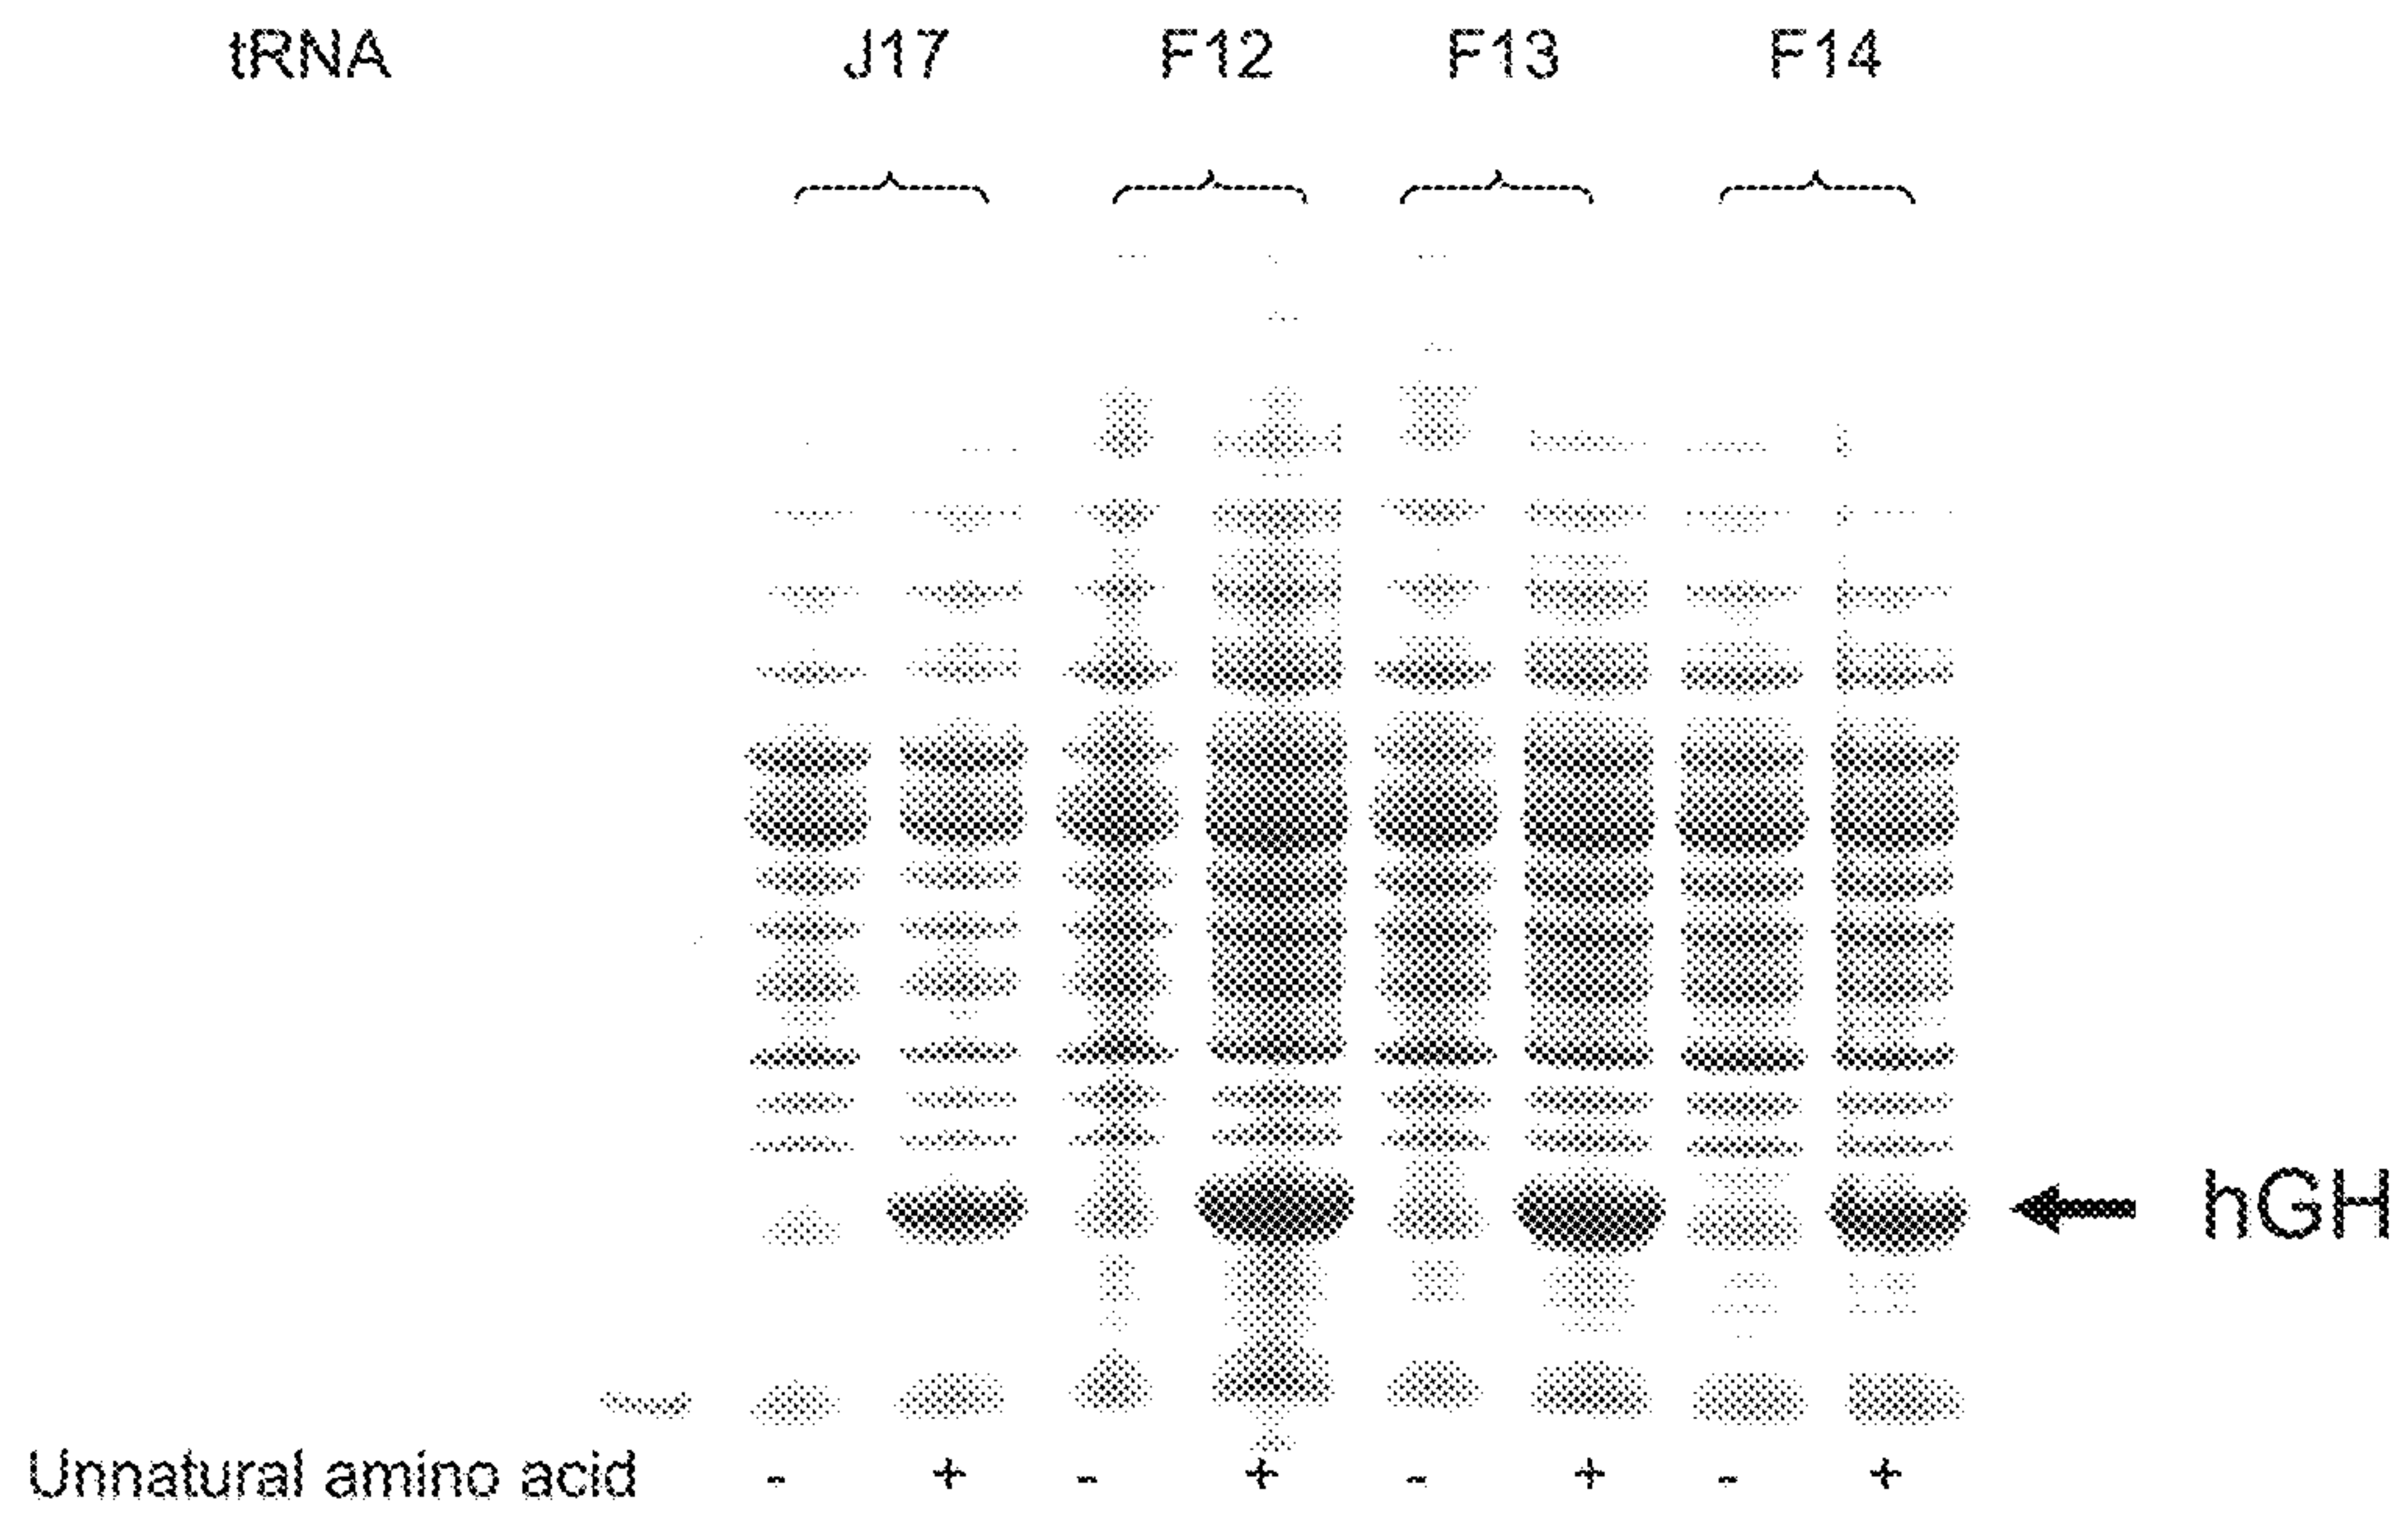 tRNA J17 F12 F13 F14
hGH
Unnatural amino acid - + - + - + - +